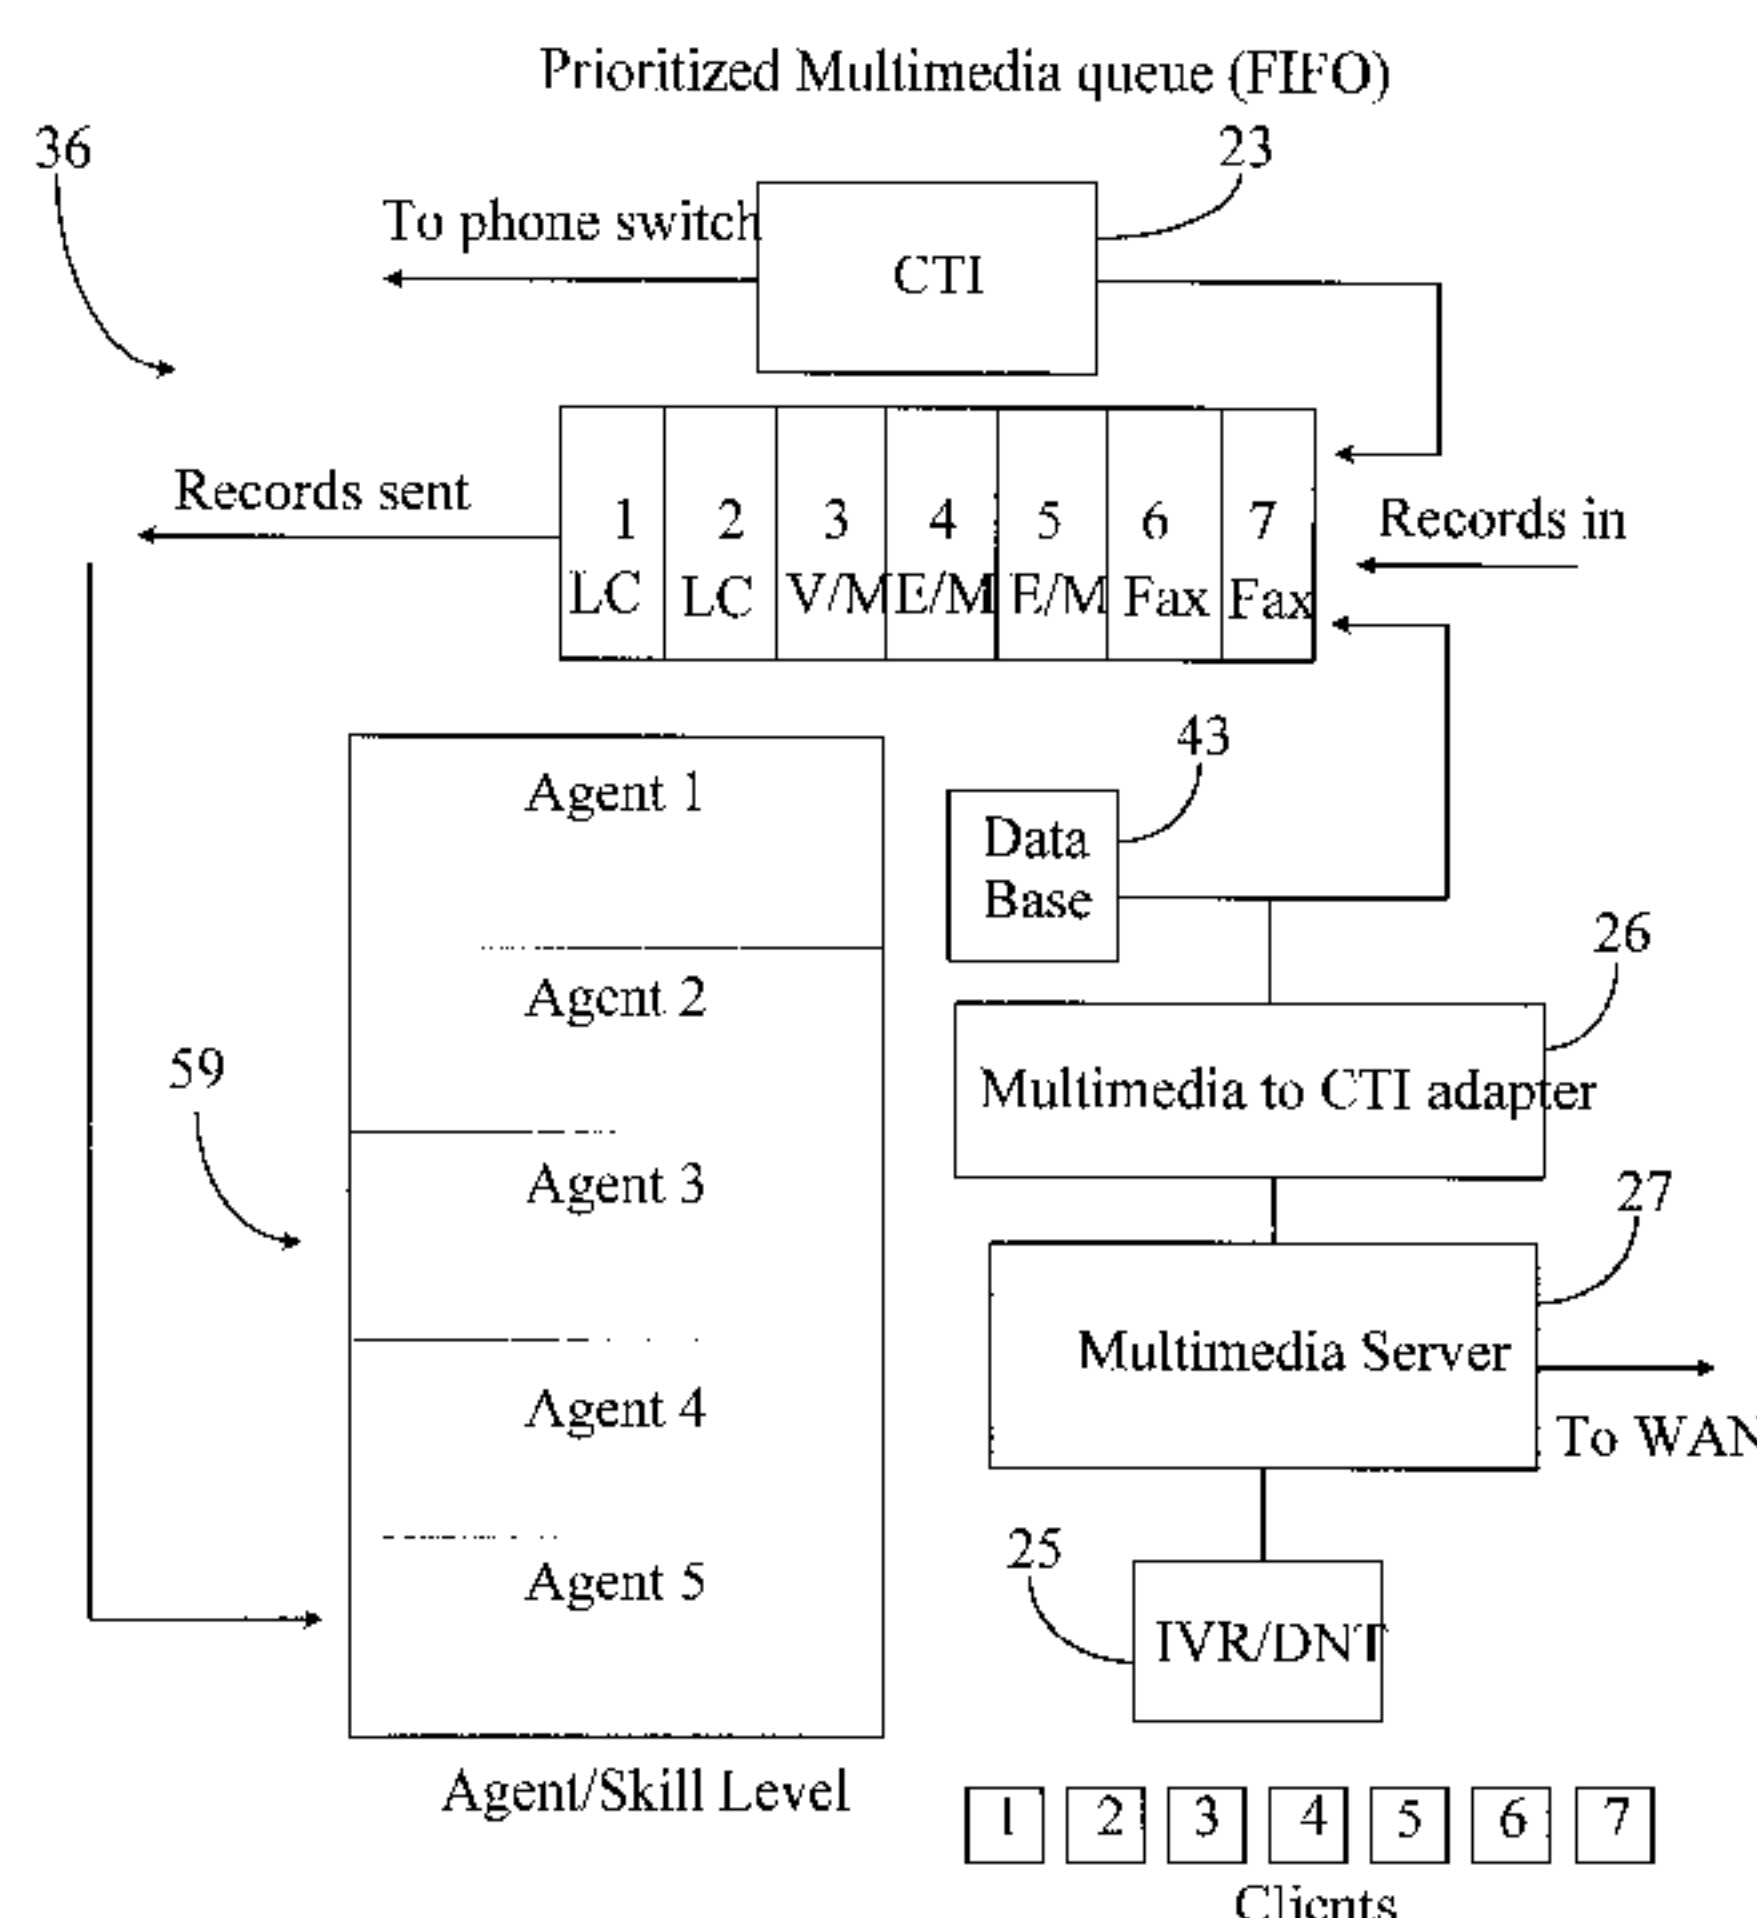 Prioritized Multimedia queue (FIFO)
36
23
To phone switch
CTI
Records sent
1 2 3 4 5 6 7
LC LC V/M E/M E/M Fax Fax
Records in
43
Agent 1
Data
Base
26
Agent 2
59
Multimedia to CTI adapter
Agent 3
27
Multimedia Server
Agent 4
To WAN
25
Agent 5
IVR/DNT
Agent/Skill Level
1 2 3 4 5 6 7
Clients